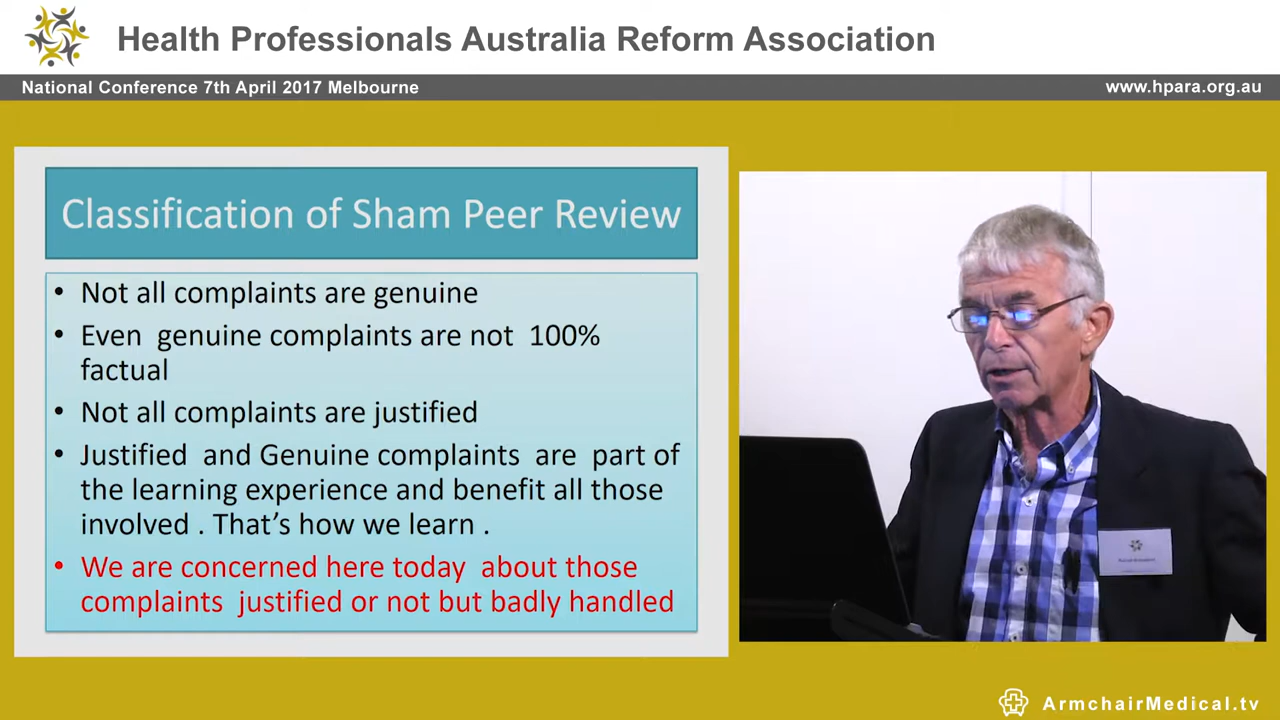 Health Professionals Australia Reform Association
National Conference 7th April 2017 Melbourne
www.hpara.org.au
Classification of Sham Peer Review
• Not all complaints are genuine
• Even genuine complaints are not 100%
factual
• Not all complaints are justified
• Justified and Genuine complaints are part of
the learning experience and benefit all those
involved . That's how we learn .
• We are concerned here today about those
complaints justified or not but badly handled
ArmchairMedical.tv